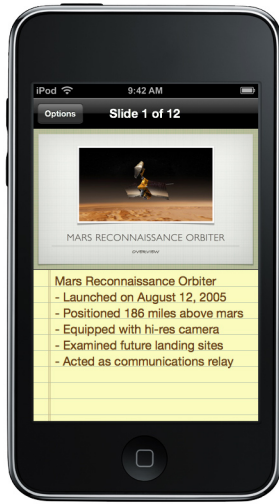 iPod 9:42 AM
Options Slide 1 of 12
MARS RECONNAISSANCE ORBITER
overview
Mars Reconnaissance Orbiter
- Launched on August 12, 2005
- Positioned 186 miles above mars
- Equipped with hi-res camera
- Examined future landing sites
- Acted as communications relay